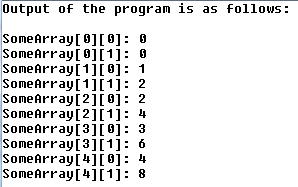 Output of the program is as follows:
SomeArray[0][0]: 0
SomeArray[0][1]: 0
SomeArray[1][0]: 1
SomeArray[1][1]: 2
SomeArray[2][0]: 2
SomeArray[2][1]: 4
SomeArray[3][0]: 3
SomeArray[3][1]: 6
SomeArray[4][0]: 4
SomeArray[4][1]: 8